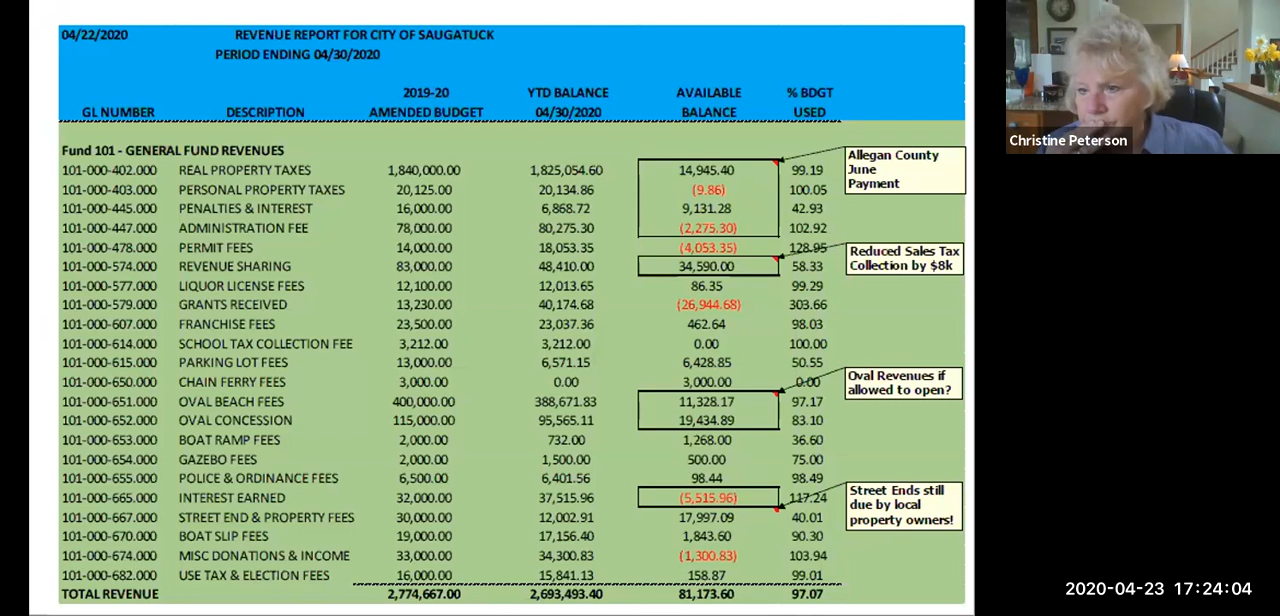 04/22/2020 REVENUE REPORT FOR CITY OF SAUGATUCK
PERIOD ENDING 04/30/2020
2019-20 YTD BALANCE AVAILABLE % BDGT
GL NUMBER DESCRIPTION AMENDED BUDGET 04/30/2020 BALANCE USED
Fund 101 - GENERAL FUND REVENUES
101-000-402.000 REAL PROPERTY TAXES 1,840,000.00 1,825,054.60 14,945.40 99.19
101-000-403.000 PERSONAL PROPERTY TAXES 20,125.00 20,134.86 (9.86) 100.05
101-000-445.000 PENALTIES & INTEREST 16,000.00 6,868.72 9,131.28 42.93
101-000-447.000 ADMINISTRATION FEE 78,000.00 80,275.30 (2,275.30) 102.92
101-000-478.000 PERMIT FEES 14,000.00 18,053.35 (4,053.35) 128.95
101-000-574.000 REVENUE SHARING 83,000.00 48,410.00 34,590.00 58.33
101-000-577.000 LIQUOR LICENSE FEES 12,100.00 12,013.65 86.35 99.29
101-000-579.000 GRANTS RECEIVED 13,230.00 40,174.68 (26,944.68) 303.66
101-000-607.000 FRANCHISE FEES 23,500.00 23,037.36 462.64 98.03
101-000-614.000 SCHOOL TAX COLLECTION FEE 3,212.00 3,212.00 0.00 100.00
101-000-615.000 PARKING LOT FEES 13,000.00 6,571.15 6,428.85 50.55
101-000-650.000 CHAIN FERRY FEES 3,000.00 0.00 3,000.00 0.00
101-000-651.000 OVAL BEACH FEES 400,000.00 388,671.83 11,328.17 97.17
101-000-652.000 OVAL CONCESSION 115,000.00 95,565.11 19,434.89 83.10
101-000-653.000 BOAT RAMP FEES 2,000.00 732.00 1,268.00 36.60
101-000-654.000 GAZEBO FEES 2,000.00 1,500.00 500.00 75.00
101-000-655.000 POLICE & ORDINANCE FEES 6,500.00 6,401.56 98.44 98.49
101-000-665.000 INTEREST EARNED 32,000.00 37,515.96 (5,515.96) 117.24
101-000-667.000 STREET END & PROPERTY FEES 30,000.00 12,002.91 17,997.09 40.01
101-000-670.000 BOAT SLIP FEES 19,000.00 17,156.40 1,843.60 90.30
101-000-674.000 MISC DONATIONS & INCOME 33,000.00 34,300.83 (1,300.83) 103.94
101-000-682.000 USE TAX & ELECTION FEES 16,000.00 15,841.13 158.87 99.01
TOTAL REVENUE 2,774,667.00 2,693,493.40 81,173.60 97.07
Allegan County
June
Payment
Reduced Sales Tax
Collection by $8k
Oval Revenues if
allowed to open?
Street Ends still
due by local
property owners!
Christine Peterson
2020-04-23 17:24:04